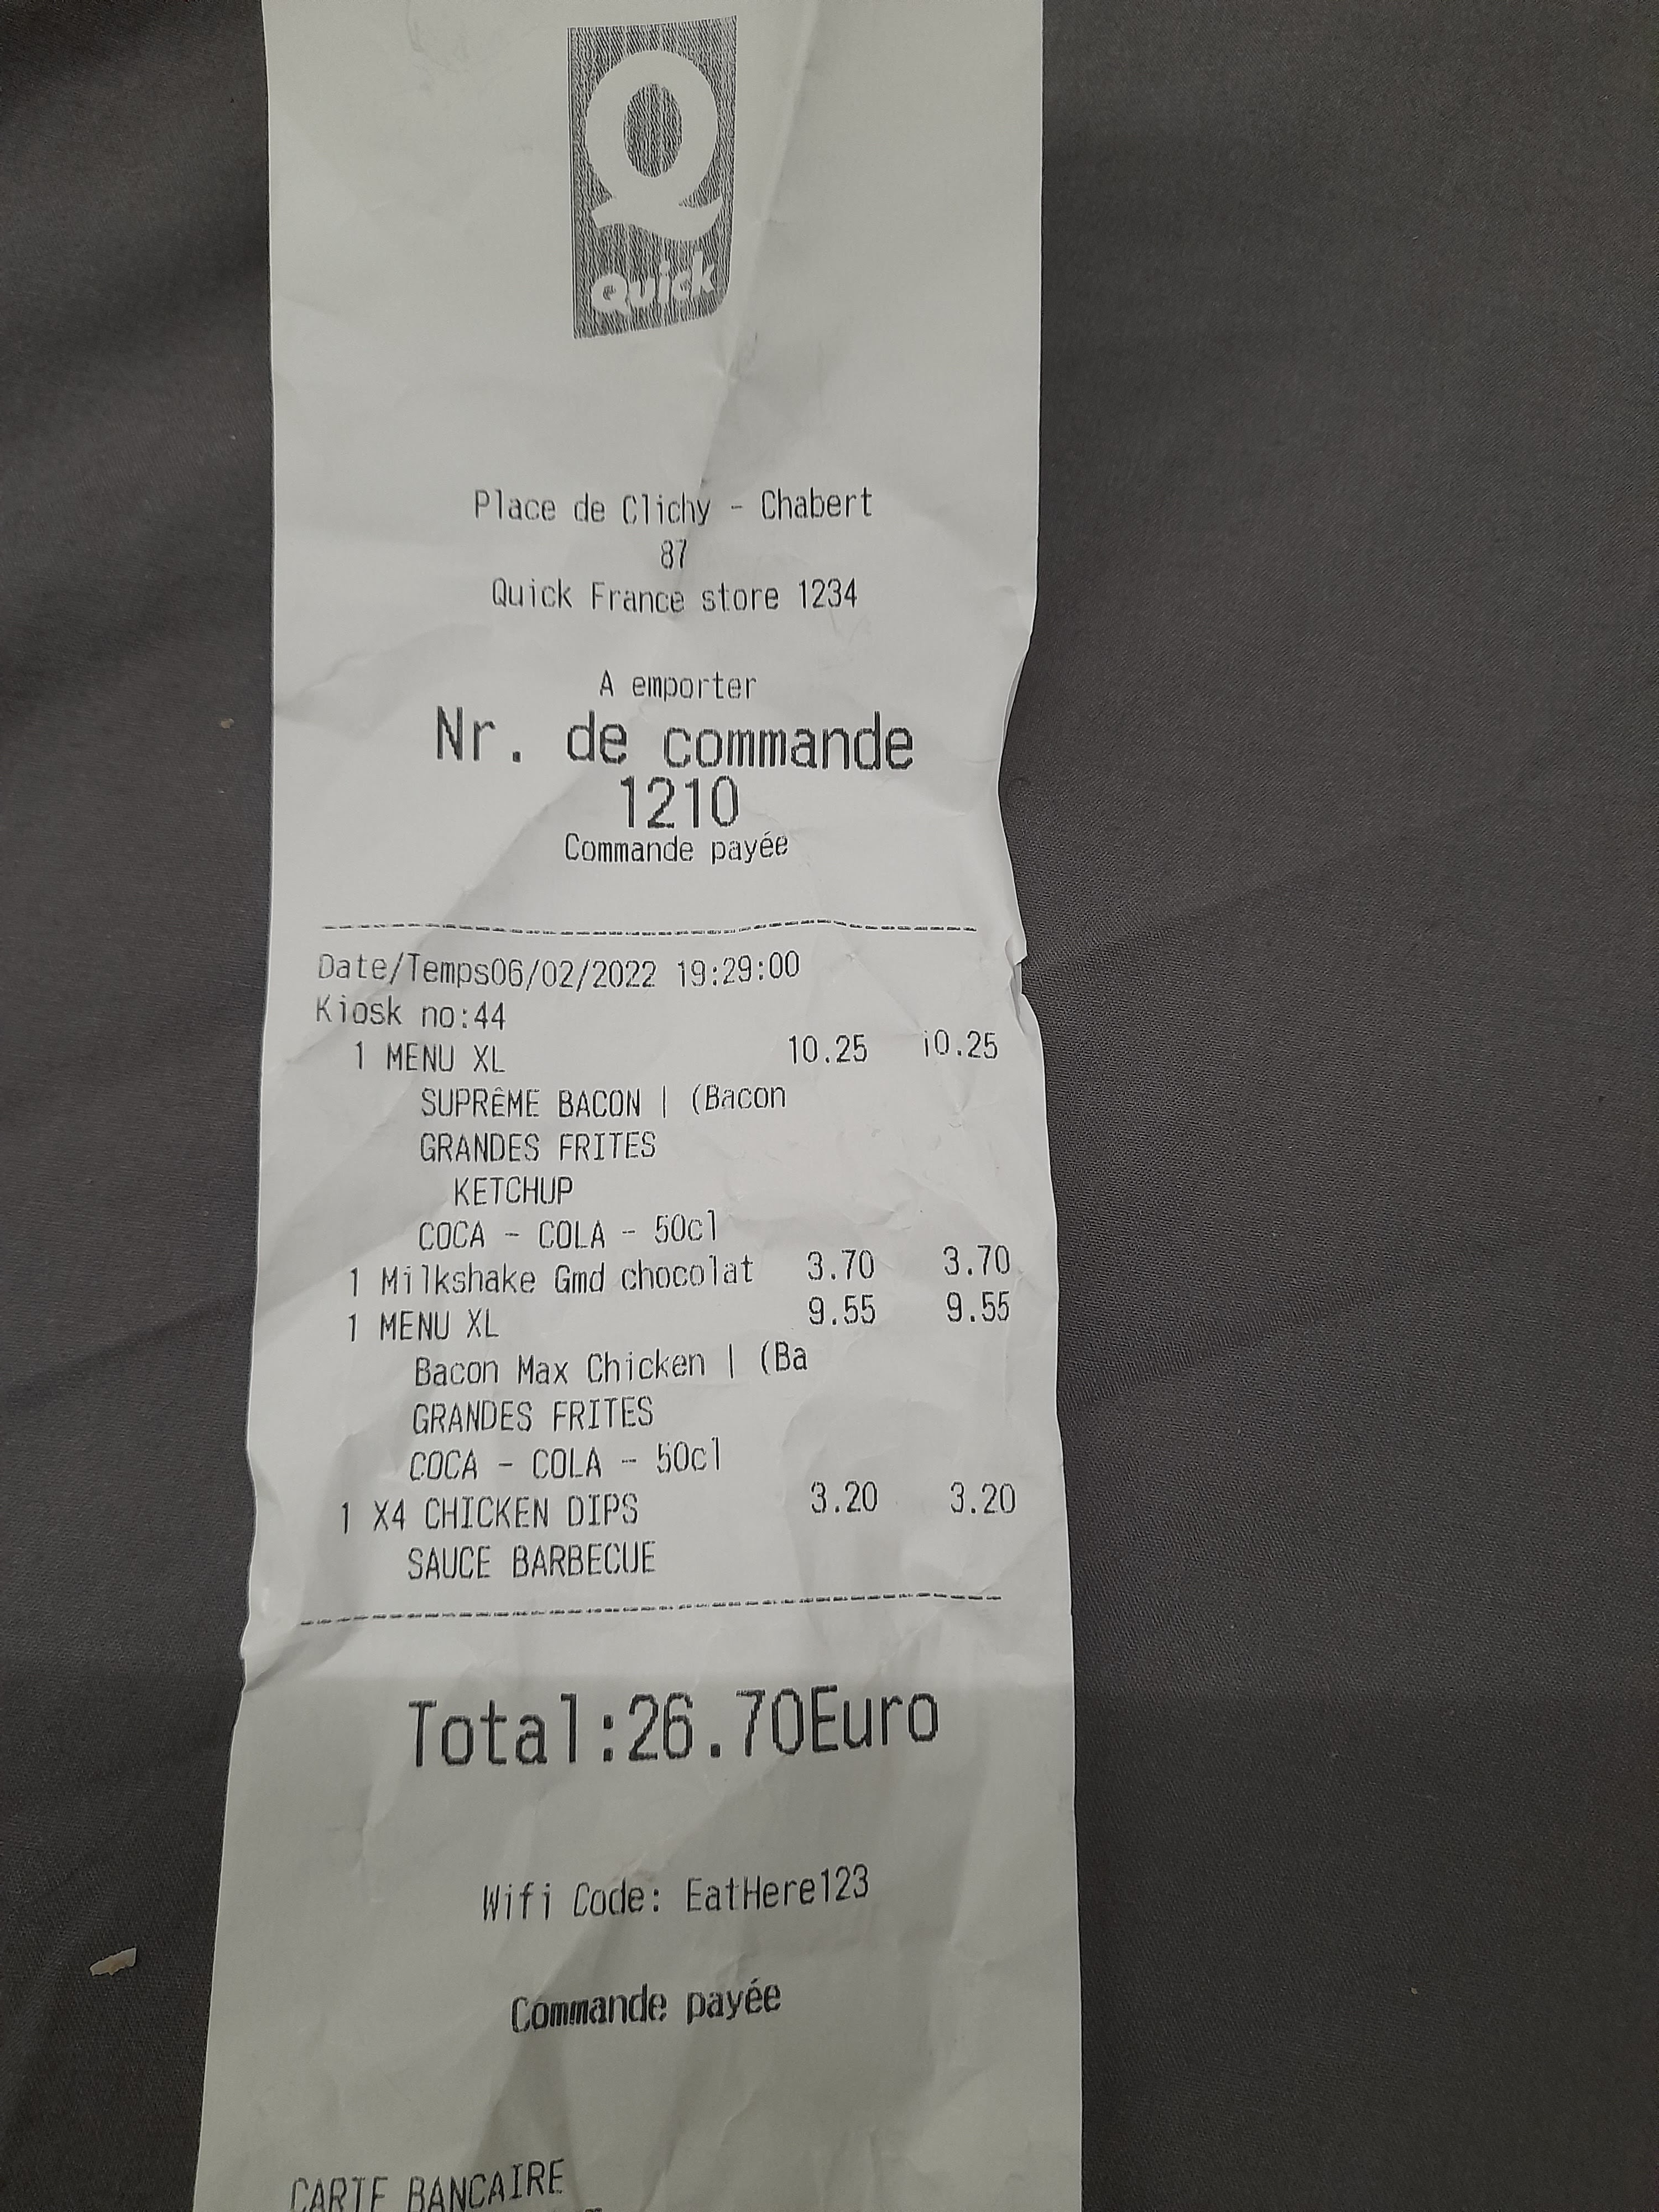 Q
Quick
Place de Clichy - Chabert
87
Quick France store 1234
A emporter
Nr. de commande
1210
Commande payée
Date/Temps06/02/2022 19:29:00
Kiosk no:44
1 MENU XL 10.25 10.25
SUPRÊME BACON | (Bacon
GRANDES FRITES
KETCHUP
COCA - COLA - 50cl
1 Milkshake Gmd chocolat 3.70 3.70
1 MENU XL 9.55 9.55
Bacon Max Chicken | (Ba
GRANDES FRITES
COCA - COLA - 50cl
1 X4 CHICKEN DIPS 3.20 3.20
SAUCE BARBECUE
Total:26.70Euro
Wifi Code: EatHere123
Commande payée
CARTE BANCAIRE